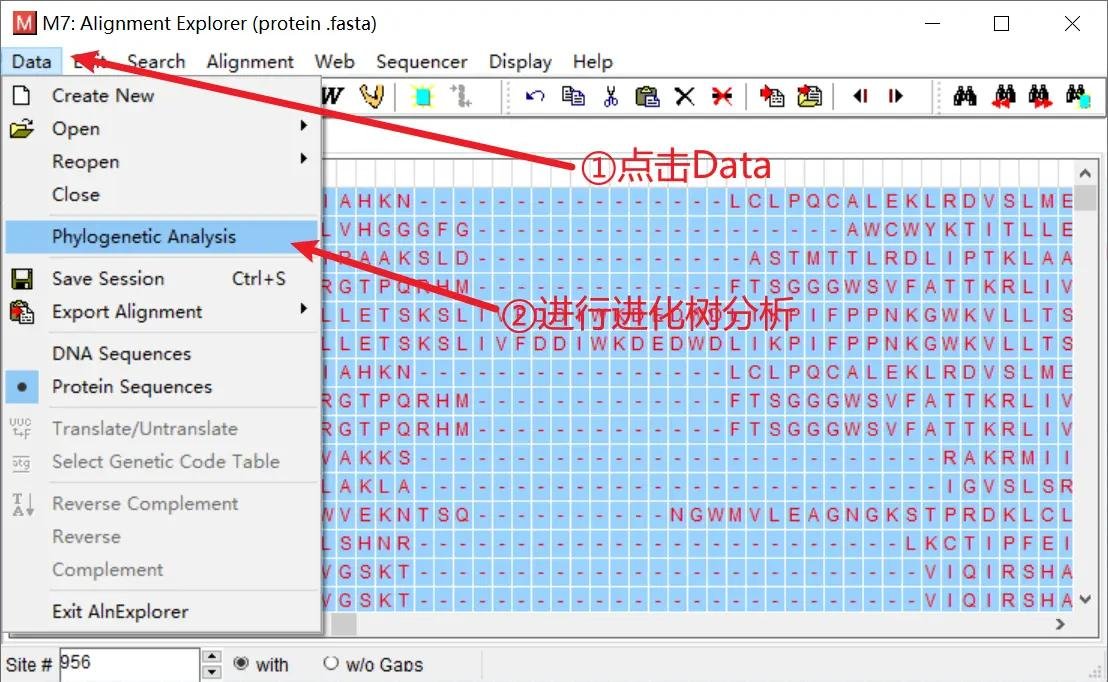 M7: Alignment Explorer (protein .fasta)
Data Edit Search Alignment Web Sequencer Display Help
Create New
Open
Reopen
Close
Phylogenetic Analysis
Save Session Ctrl+S
Export Alignment
DNA Sequences
Protein Sequences
Translate/Untranslate
Select Genetic Code Table
Reverse Complement
Reverse
Complement
Exit AlnExplorer
W
①点击Data
I A H K N - - - - - - - - - - - - - - - - L C L P Q C A L E K L R D V S L M E
L V H G G G F G - - - - - - - - - - - - - - - - - - - A W C W Y K T I T L L E
P A A K S L D - - - - - - - - - - - - - - A S T M T T L R D L I P T K L A A
R G T P Q R H M - - - - - - - - - - - - - F T S G G G W S V F A T T K R L I V
②进行进化树分析
L L E T S K S L I V F D D I W K D E D W D L I K P I F P P N K G W K V L L T S
L L E T S K S L I V F D D I W K D E D W D L I K P I F P P N K G W K V L L T S
I A H K N - - - - - - - - - - - - - - - - L C L P Q C A L E K L R D V S L M E
R G T P Q R H M - - - - - - - - - - - - - F T S G G G W S V F A T T K R L I V
R G T P Q R H M - - - - - - - - - - - - - F T S G G G W S V F A T T K R L I V
V A K K S - - - - - - - - - - - - - - - - - - - - - - - - - - - R A K R M I I
L A K L A - - - - - - - - - - - - - - - - - - - - - - - - - - - I G V S L S R
W V E K N T S Q - - - - - - - - - - N G W M V L E A G N G K S T P R D K L C L
L S H N R - - - - - - - - - - - - - - - - - - - - - - - - - L K C T I P F E I
V G S K T - - - - - - - - - - - - - - - - - - - - - - - - - - V I Q I R S H A
V G S K T - - - - - - - - - - - - - - - - - - - - - - - - - - V I Q I R S H A
Site # 956 with w/o Gaps